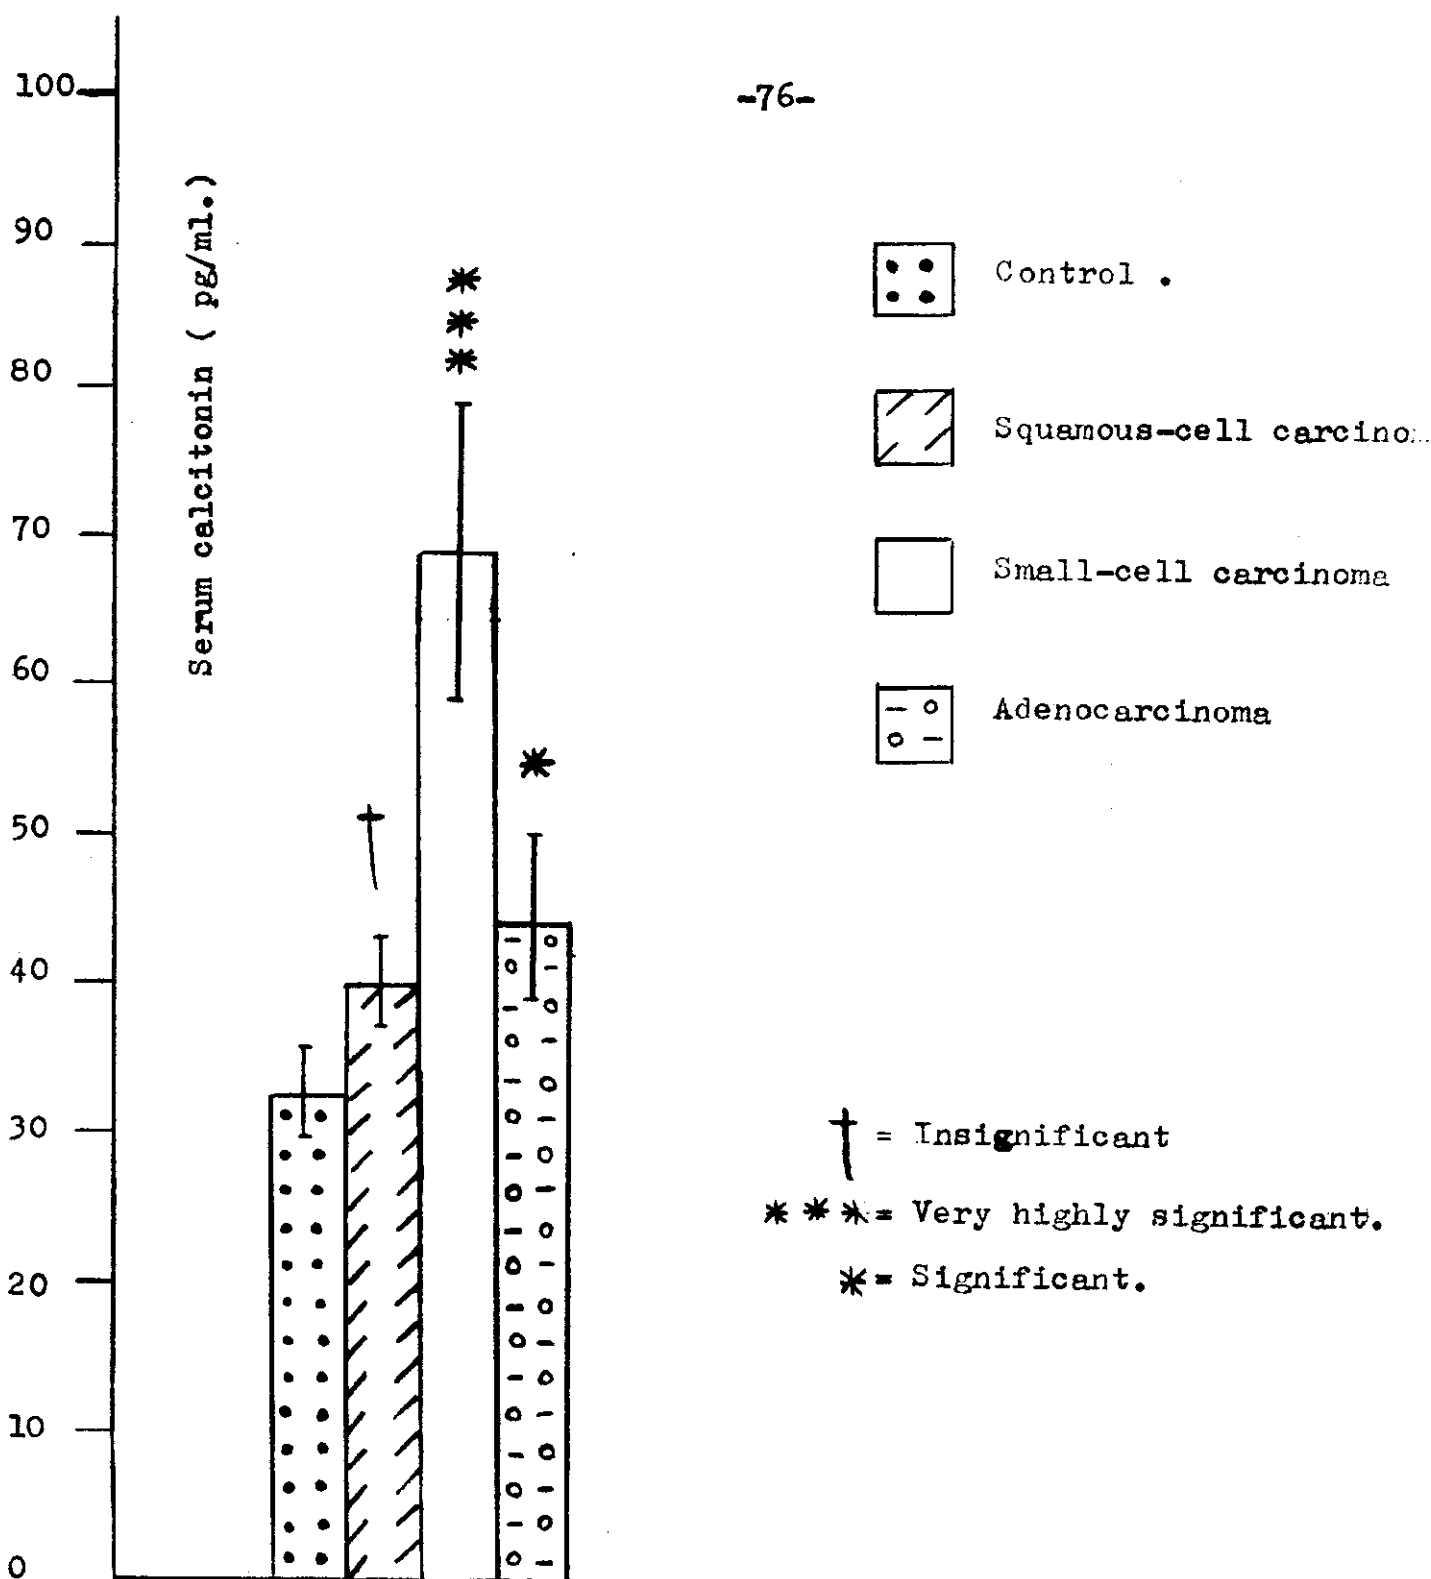 -76-
100
90
80
70
60
50
40
30
20
10
0
Serum calcitonin ( pg/ml.)
***
*
†
Control .
Squamous-cell carcino
Small-cell carcinoma
Adenocarcinoma
† = Insignificant
* * * = Very highly significant.
* = Significant.